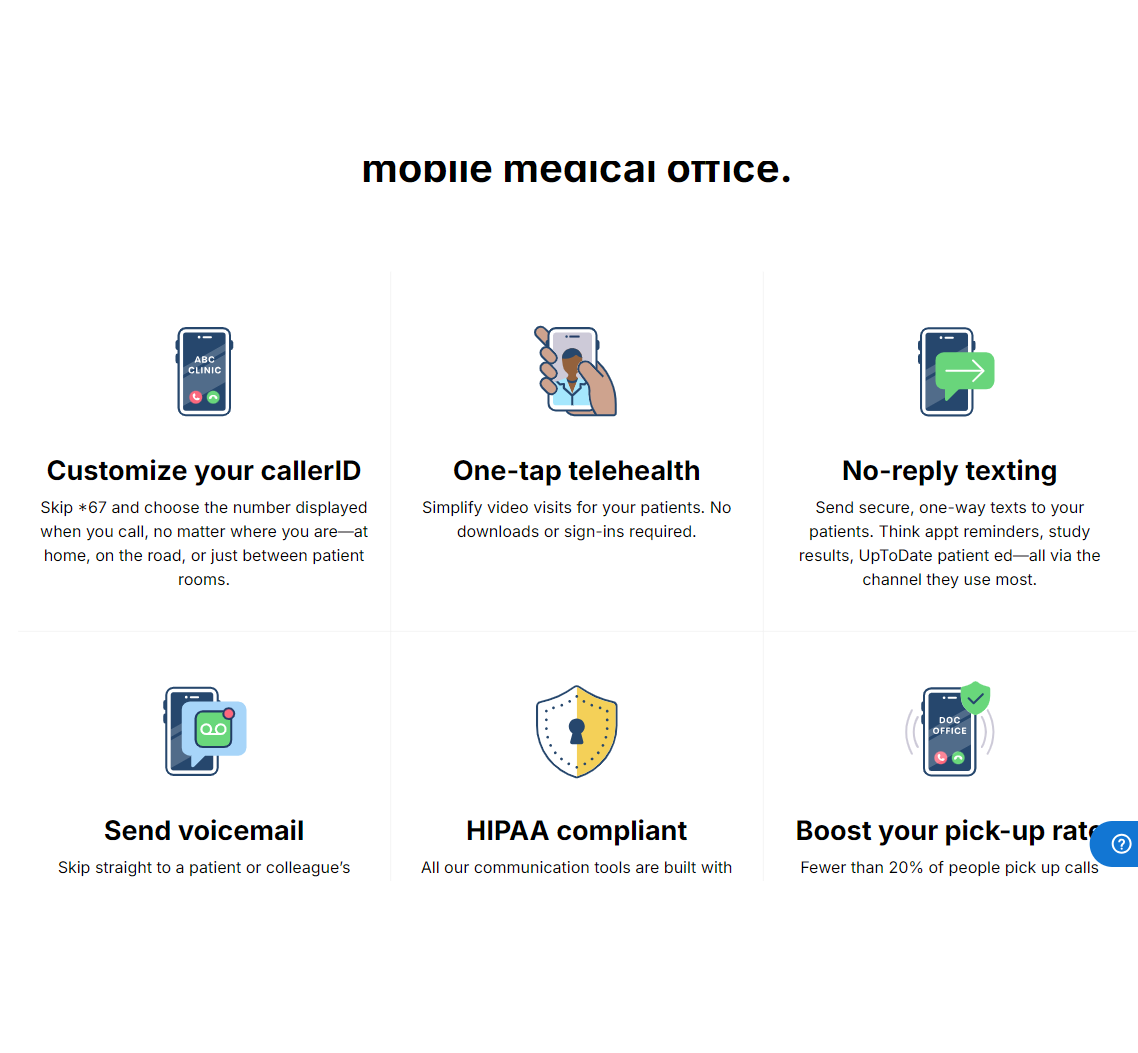 mobile medical office.
ABC
CLINIC
Customize your callerID
Skip *67 and choose the number displayed
when you call, no matter where you are—at
home, on the road, or just between patient
rooms.
One-tap telehealth
Simplify video visits for your patients. No
downloads or sign-ins required.
No-reply texting
Send secure, one-way texts to your
patients. Think appt reminders, study
results, UpToDate patient ed—all via the
channel they use most.
Send voicemail
Skip straight to a patient or colleague’s
HIPAA compliant
All our communication tools are built with
DOC
OFFICE
Boost your pick-up rate
Fewer than 20% of people pick up calls